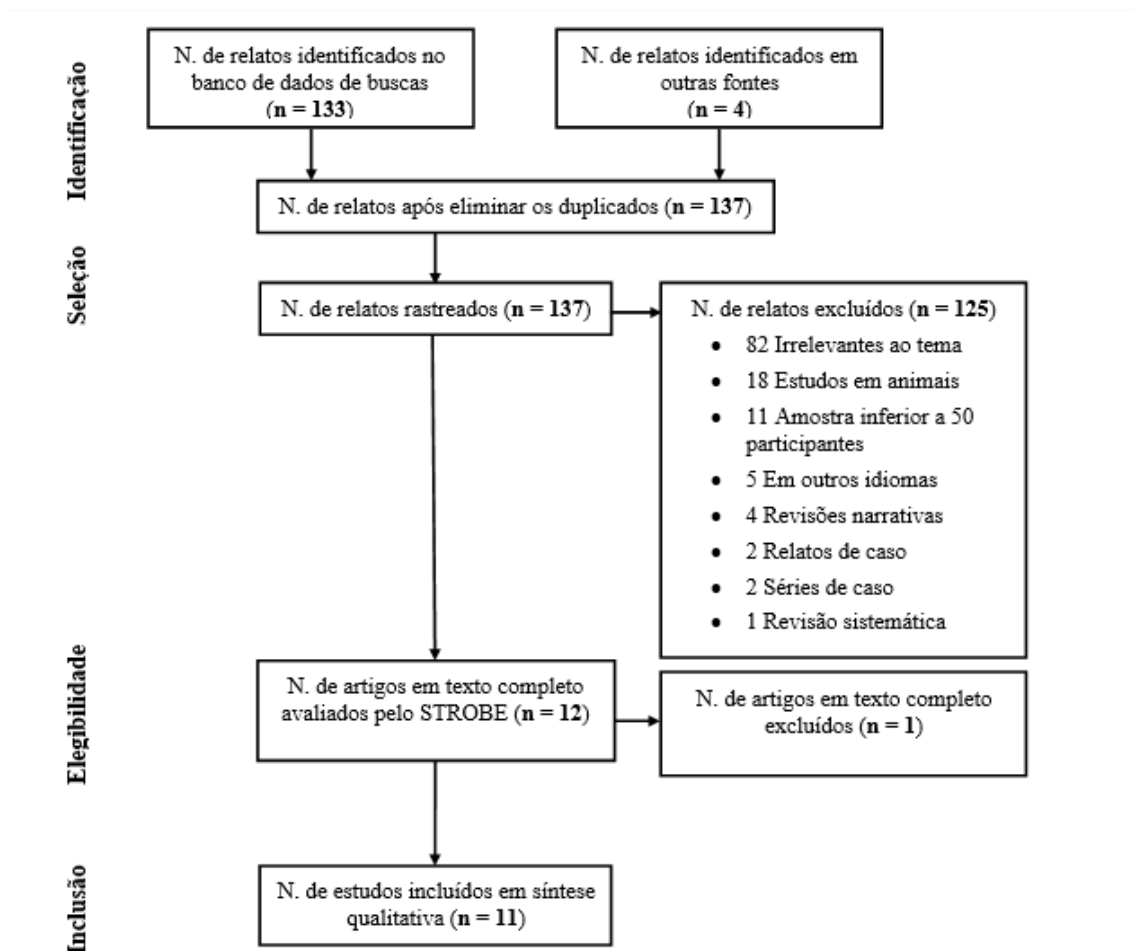 Identificação
N. de relatos identificados no
banco de dados de buscas
(n = 133)
N. de relatos identificados em
outras fontes
(n = 4)
N. de relatos após eliminar os duplicados (n = 137)
Seleção
N. de relatos rastreados (n = 137)
N. de relatos excluídos (n = 125)
• 82 Irrelevantes ao tema
• 18 Estudos em animais
• 11 Amostra inferior a 50
participantes
• 5 Em outros idiomas
• 4 Revisões narrativas
• 2 Relatos de caso
• 2 Séries de caso
• 1 Revisão sistemática
Elegibilidade
N. de artigos em texto completo
avaliados pelo STROBE (n = 12)
N. de artigos em texto completo
excluídos (n = 1)
Inclusão
N. de estudos incluídos em síntese
qualitativa (n = 11)